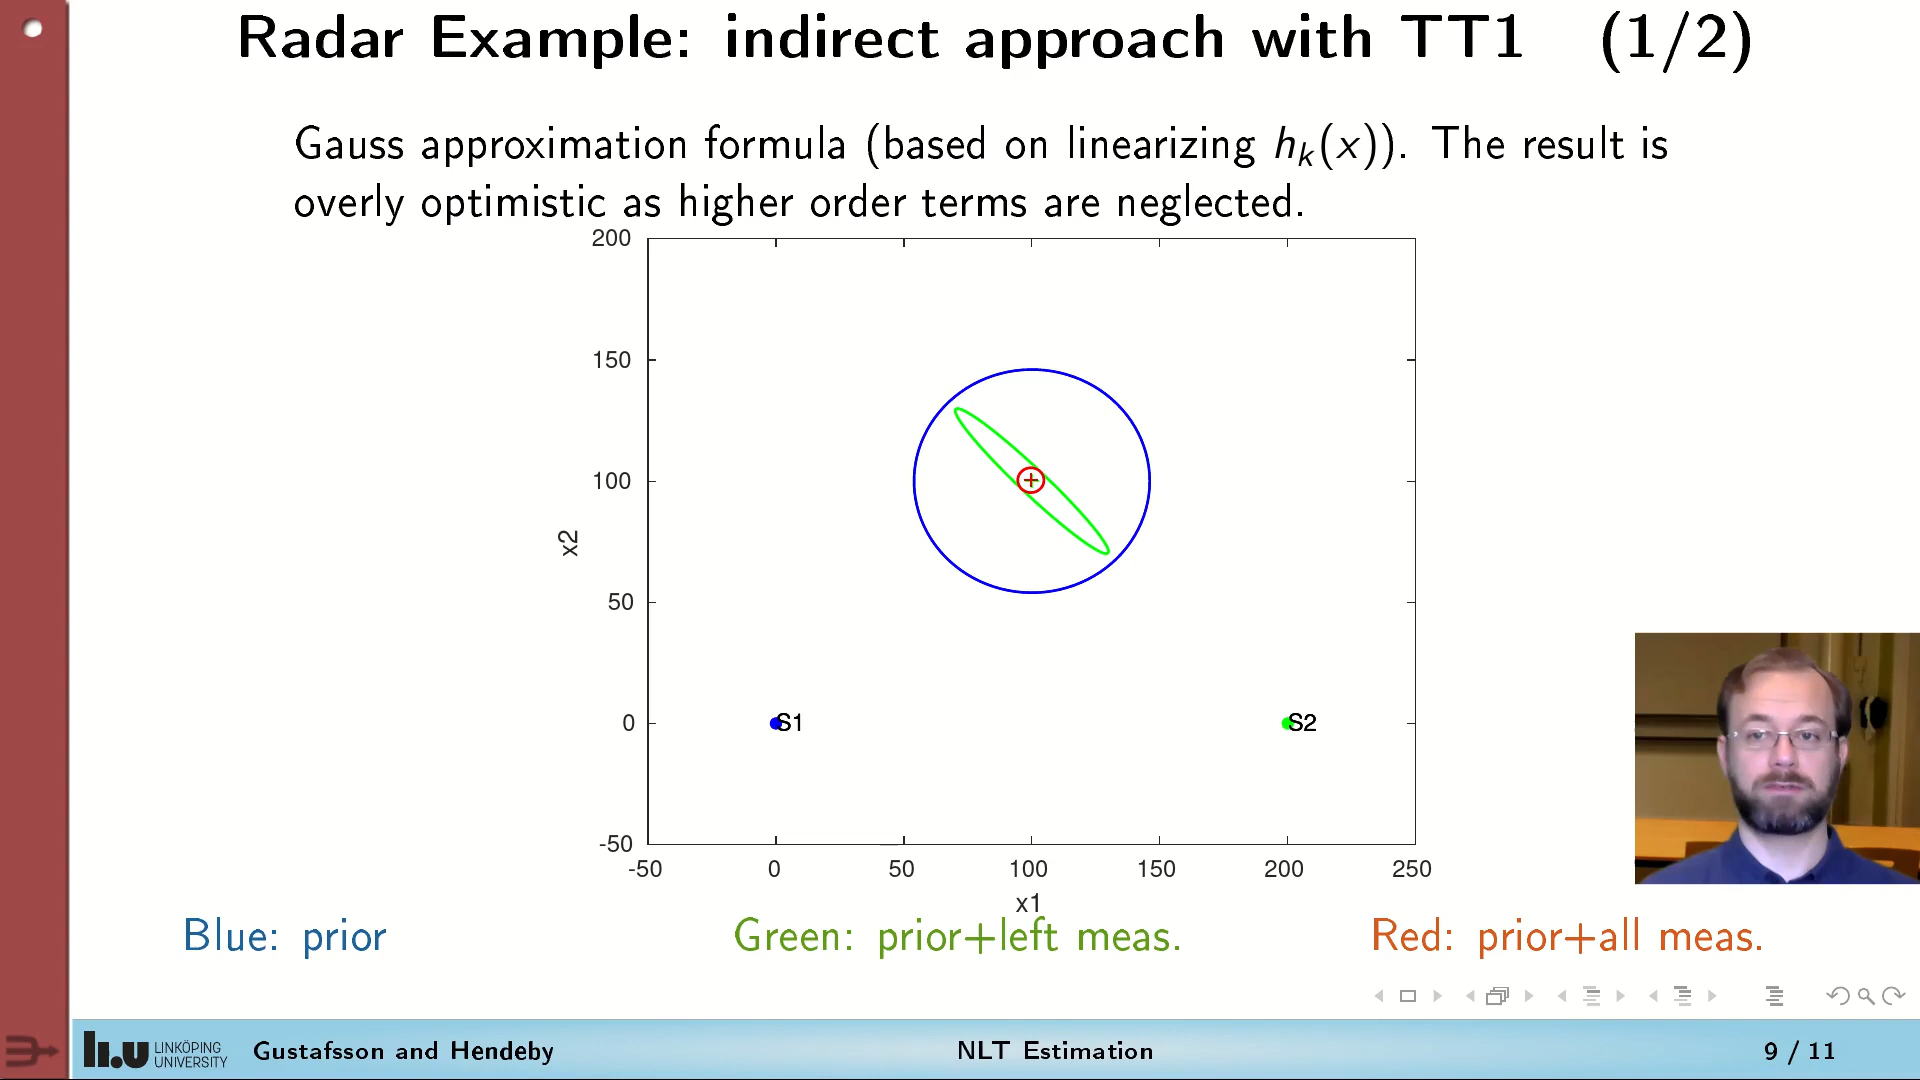 Radar Example: indirect approach with TT1 (1/2)
Gauss approximation formula (based on linearizing hₖ(x)). The result is
overly optimistic as higher order terms are neglected.
200
150
100
50
0
-50
x2
S1
S2
-50 0 50 100 150 200 250
x1
Blue: prior Green: prior+left meas. Red: prior+all meas.
LINKÖPING
UNIVERSITY
Gustafsson and Hendeby NLT Estimation 9 / 11